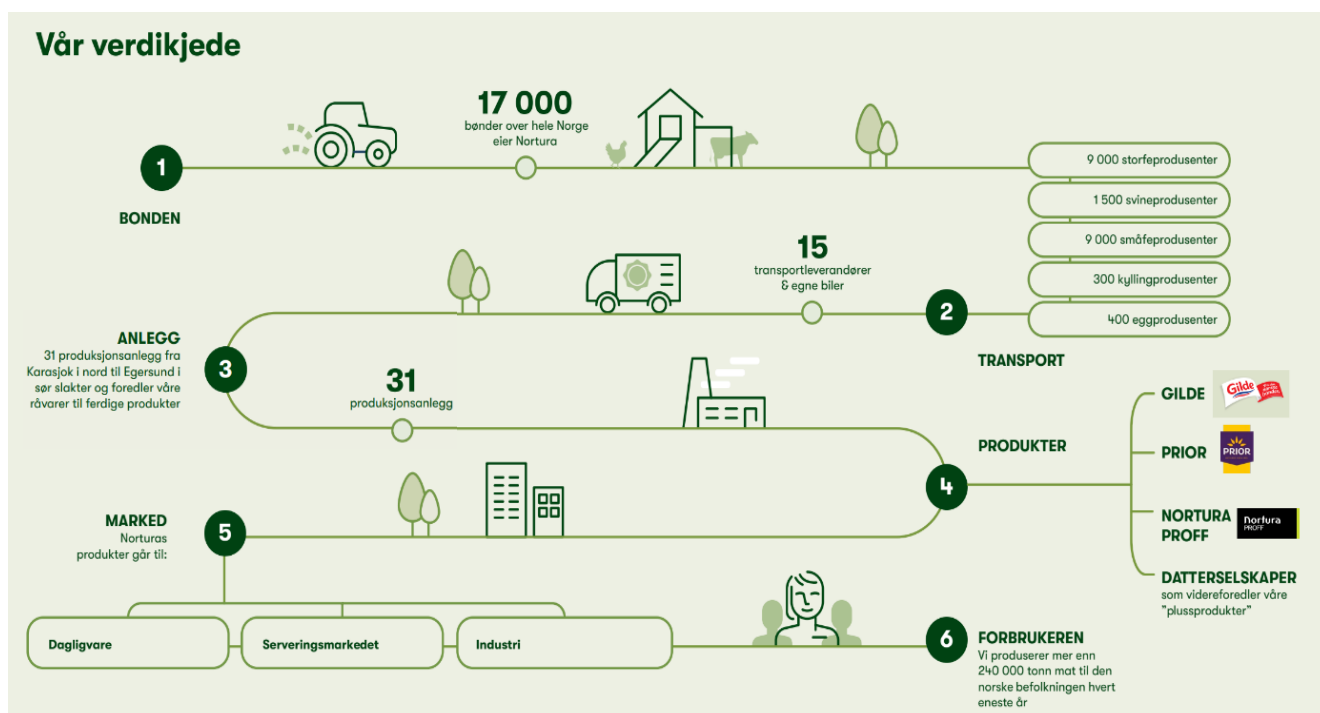 Vår verdikjede
17 000
bønder over hele Norge
eier Nortura
1
BONDEN
9 000 storfeprodusenter
1 500 svineprodusenter
9 000 småfeprodusenter
300 kyllingprodusenter
400 eggprodusenter
15
transportleverandører
& egne biler
2
TRANSPORT
ANLEGG
31 produksjonsanlegg fra
Karasjok i nord til Egersund i
sør slakter og foredler våre
råvarer til ferdige produkter
3
31
produksjonsanlegg
PRODUKTER
4
GILDE
Gilde
PRIOR
PRIOR
NORTURA
PROFF
nortura
PROFF
DATTERSELSKAPER
som videreforedler våre
"plussprodukter"
MARKED
Norturas
produkter går til:
5
Dagligvare
Serveringsmarkedet
Industri
6
FORBRUKEREN
Vi produserer mer enn
240 000 tonn mat til den
norske befolkningen hvert
eneste år